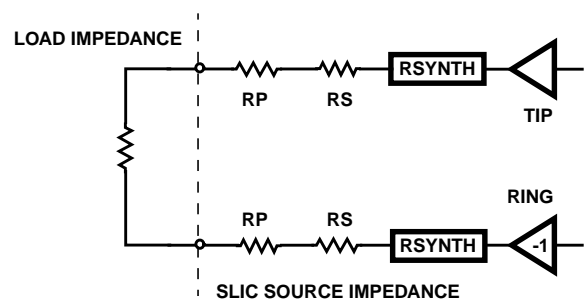 LOAD IMPEDANCE
RSYNTH
RP
RS
TIP
RING
RP
RS
RSYNTH
-1
SLIC SOURCE IMPEDANCE